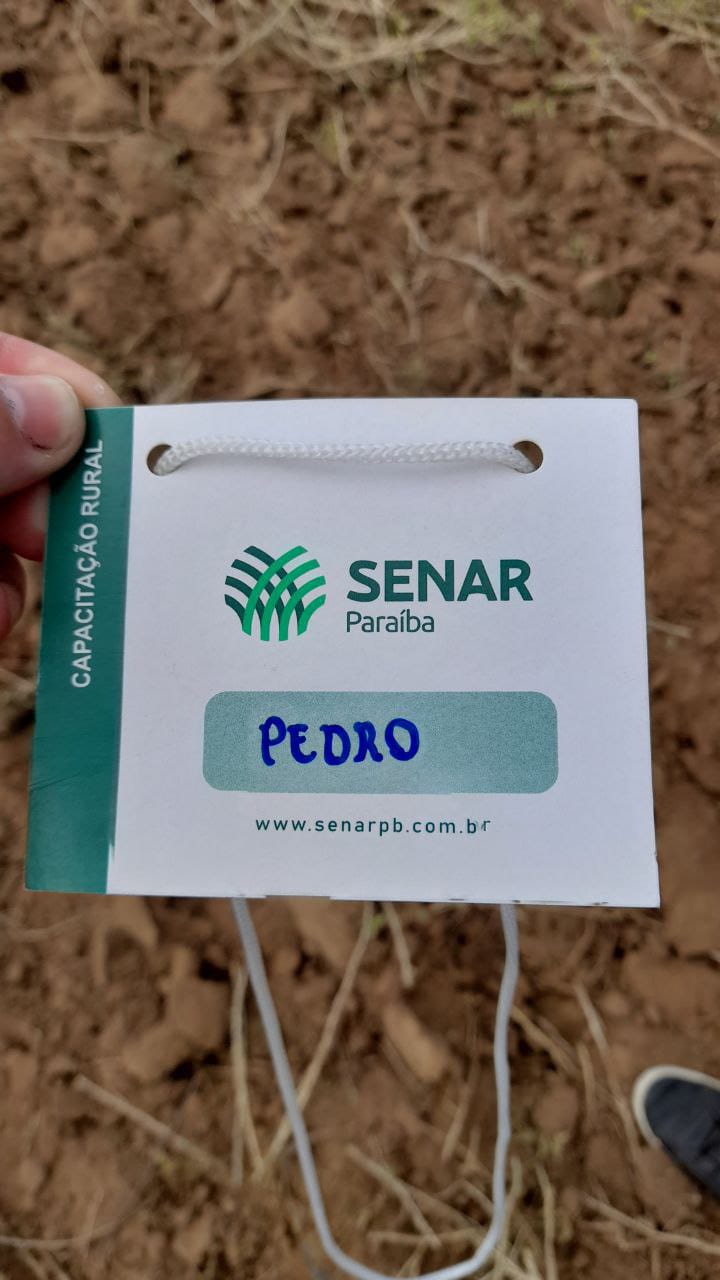 CAPACITAÇÃO RURAL
SENAR
Paraíba
PEDRO
www.senarpb.com.br